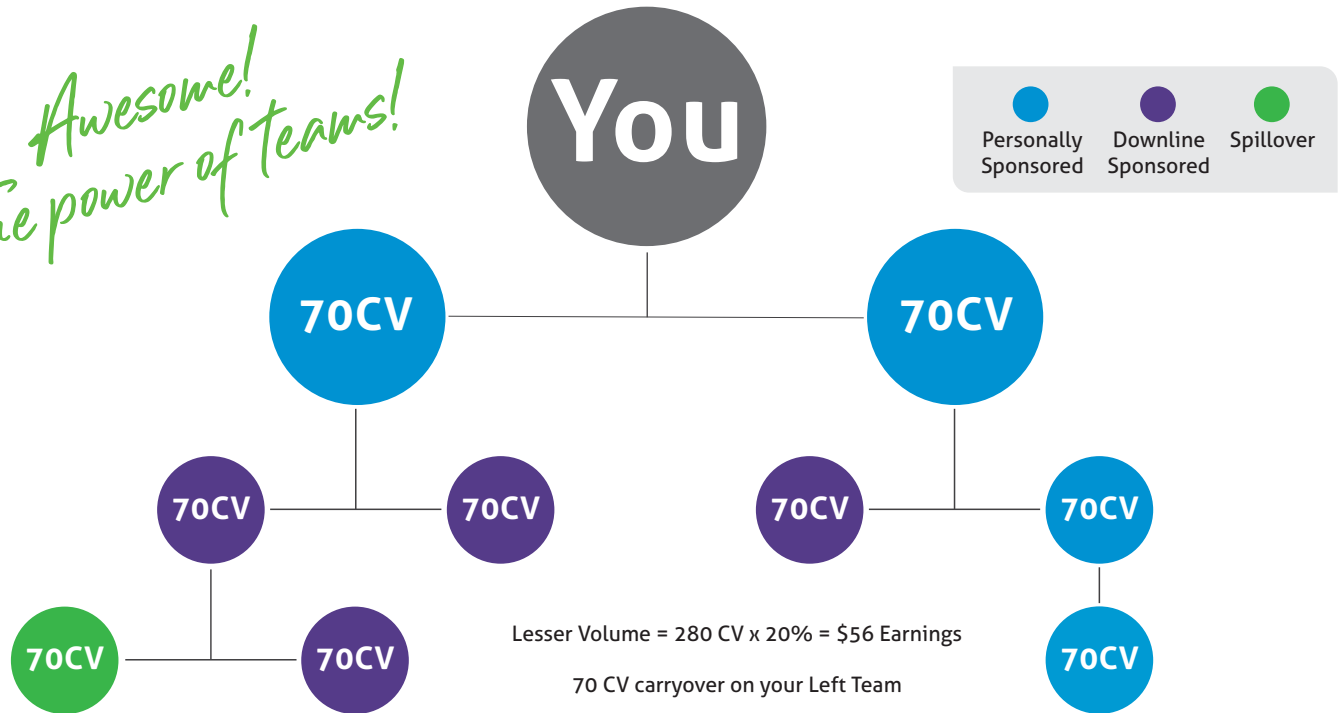 Awesome!
power of teams!
You
Personally
Sponsored
Downline
Sponsored
Spillover
70CV
70CV
70CV
70CV
70CV
70CV
70CV
70CV
70CV
Lesser Volume = 280 CV x 20% = $56 Earnings
70 CV carryover on your Left Team